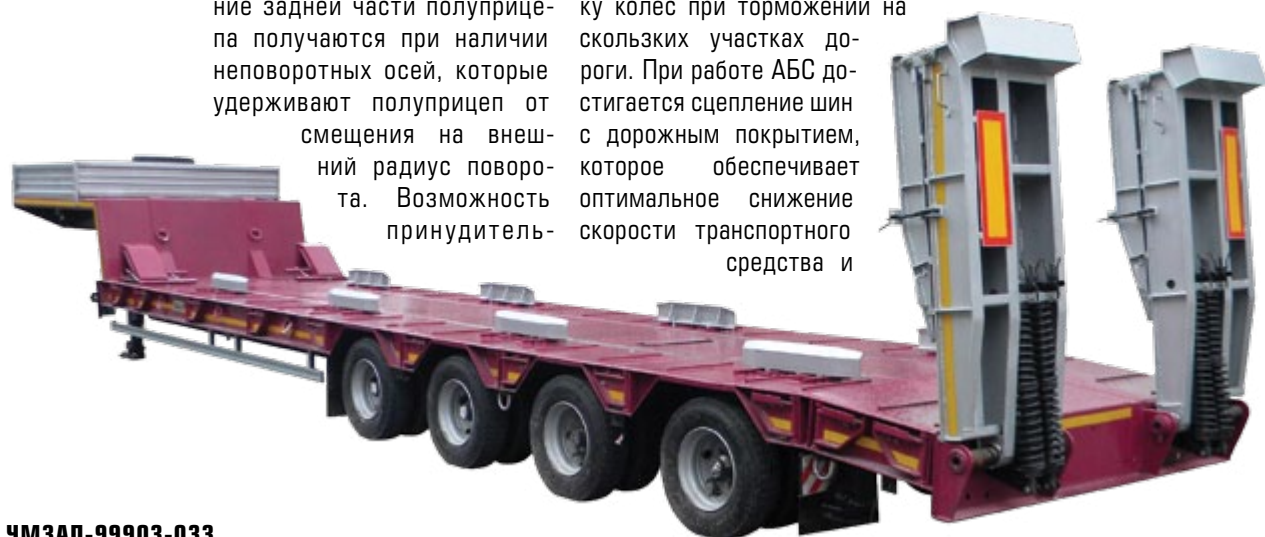 ние задней части полуприце-
па получаются при наличии
неповоротных осей, которые
удерживают полуприцеп от
смещения на внеш-
ний радиус поворо-
та. Возможность
принудитель-
ку колес при торможении на
скользких участках до-
роги. При работе АБС до-
стигается сцепление шин
с дорожным покрытием,
которое обеспечивает
оптимальное снижение
скорости транспортного
средства и
ЧМЗАП-99903-033